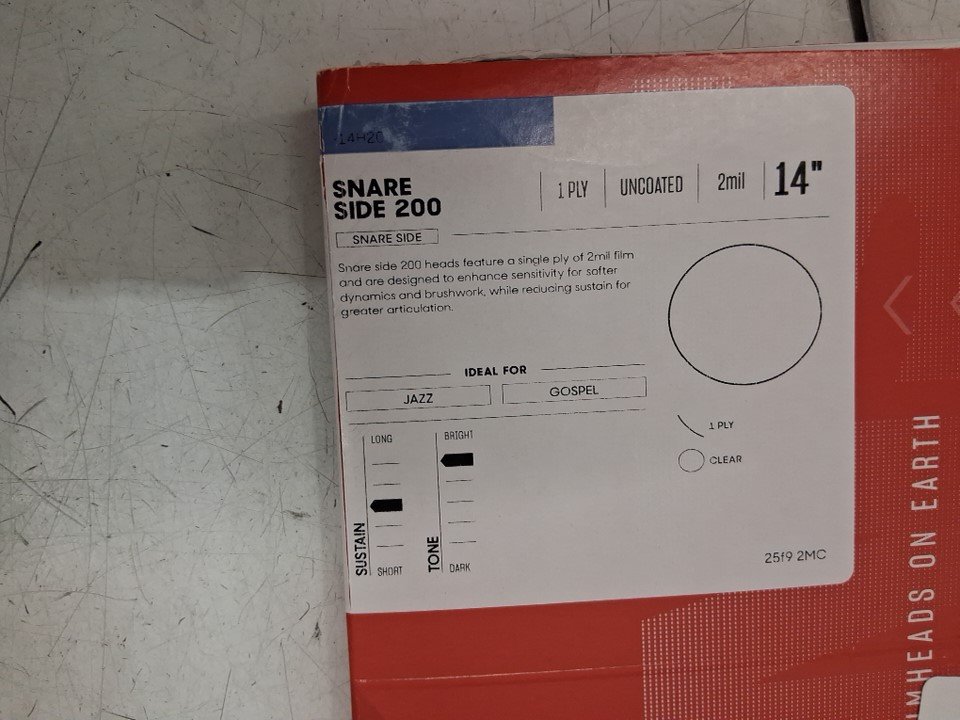 14H20
SNARE
SIDE 200
1 PLY
UNCOATED
2mil
14"
SNARE SIDE
Snare side 200 heads feature a single ply of 2mil film
and are designed to enhance sensitivity for softer
dynamics and brushwork, while reducing sustain for
greater articulation.
IDEAL FOR
JAZZ
GOSPEL
LONG
SUSTAIN
SHORT
BRIGHT
TONE
DARK
1 PLY
CLEAR
25f9 2MC
ON EARTH